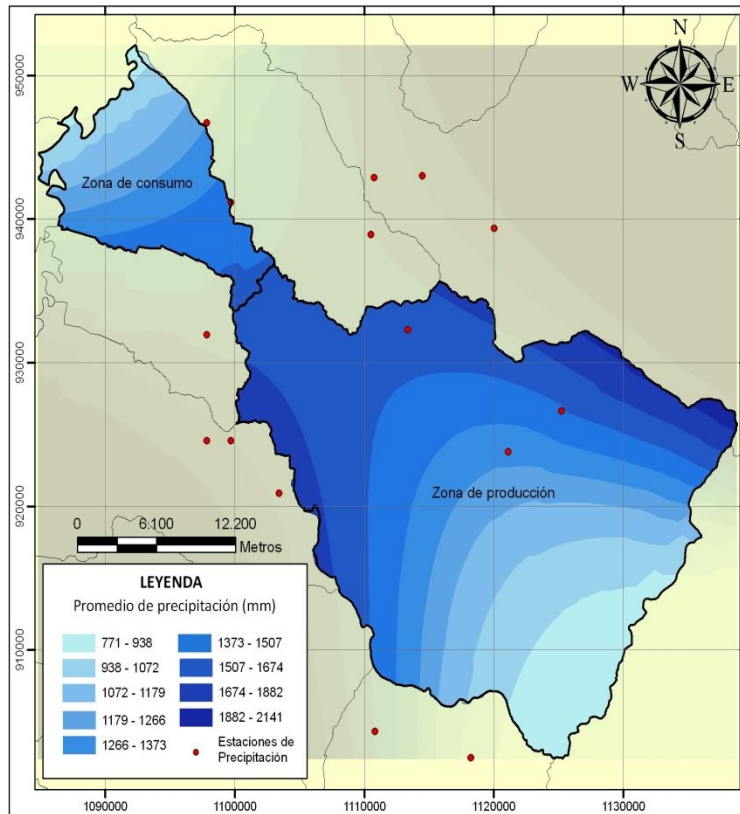 N
W E
S
950000
940000
930000
920000
910000
Zona de consumo
Zona de producción
0 6.100 12.200
Metros
LEYENDA
Promedio de precipitación (mm)
771 - 938
938 - 1072
1072 - 1179
1179 - 1266
1266 - 1373
1373 - 1507
1507 - 1674
1674 - 1882
1882 - 2141
Estaciones de
Precipitación
1090000 1100000 1110000 1120000 1130000